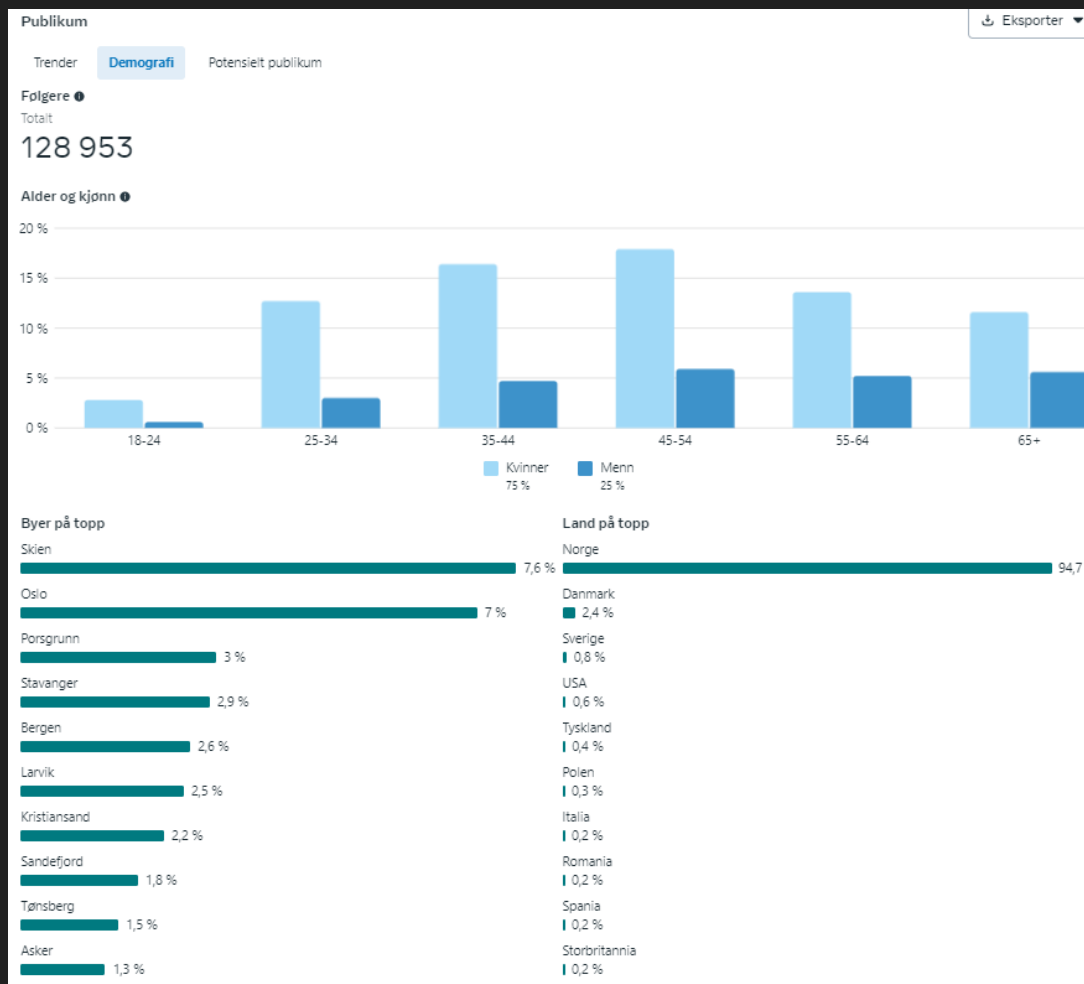 Publikum
Eksporter
Trender Demografi Potensielt publikum
Følgere
Totalt
128 953
Alder og kjønn
20 %
15 %
10 %
5 %
0 %
18-24 25-34 35-44 45-54 55-64 65+
Kvinner Menn
75 % 25 %
Byer på topp
Skien
7,6 %
Oslo
7 %
Porsgrunn
3 %
Stavanger
2,9 %
Bergen
2,6 %
Larvik
2,5 %
Kristiansand
2,2 %
Sandefjord
1,8 %
Tønsberg
1,5 %
Asker
1,3 %
Land på topp
Norge
94,7
Danmark
2,4 %
Sverige
0,8 %
USA
0,6 %
Tyskland
0,4 %
Polen
0,3 %
Italia
0,2 %
Romania
0,2 %
Spania
0,2 %
Storbritannia
0,2 %